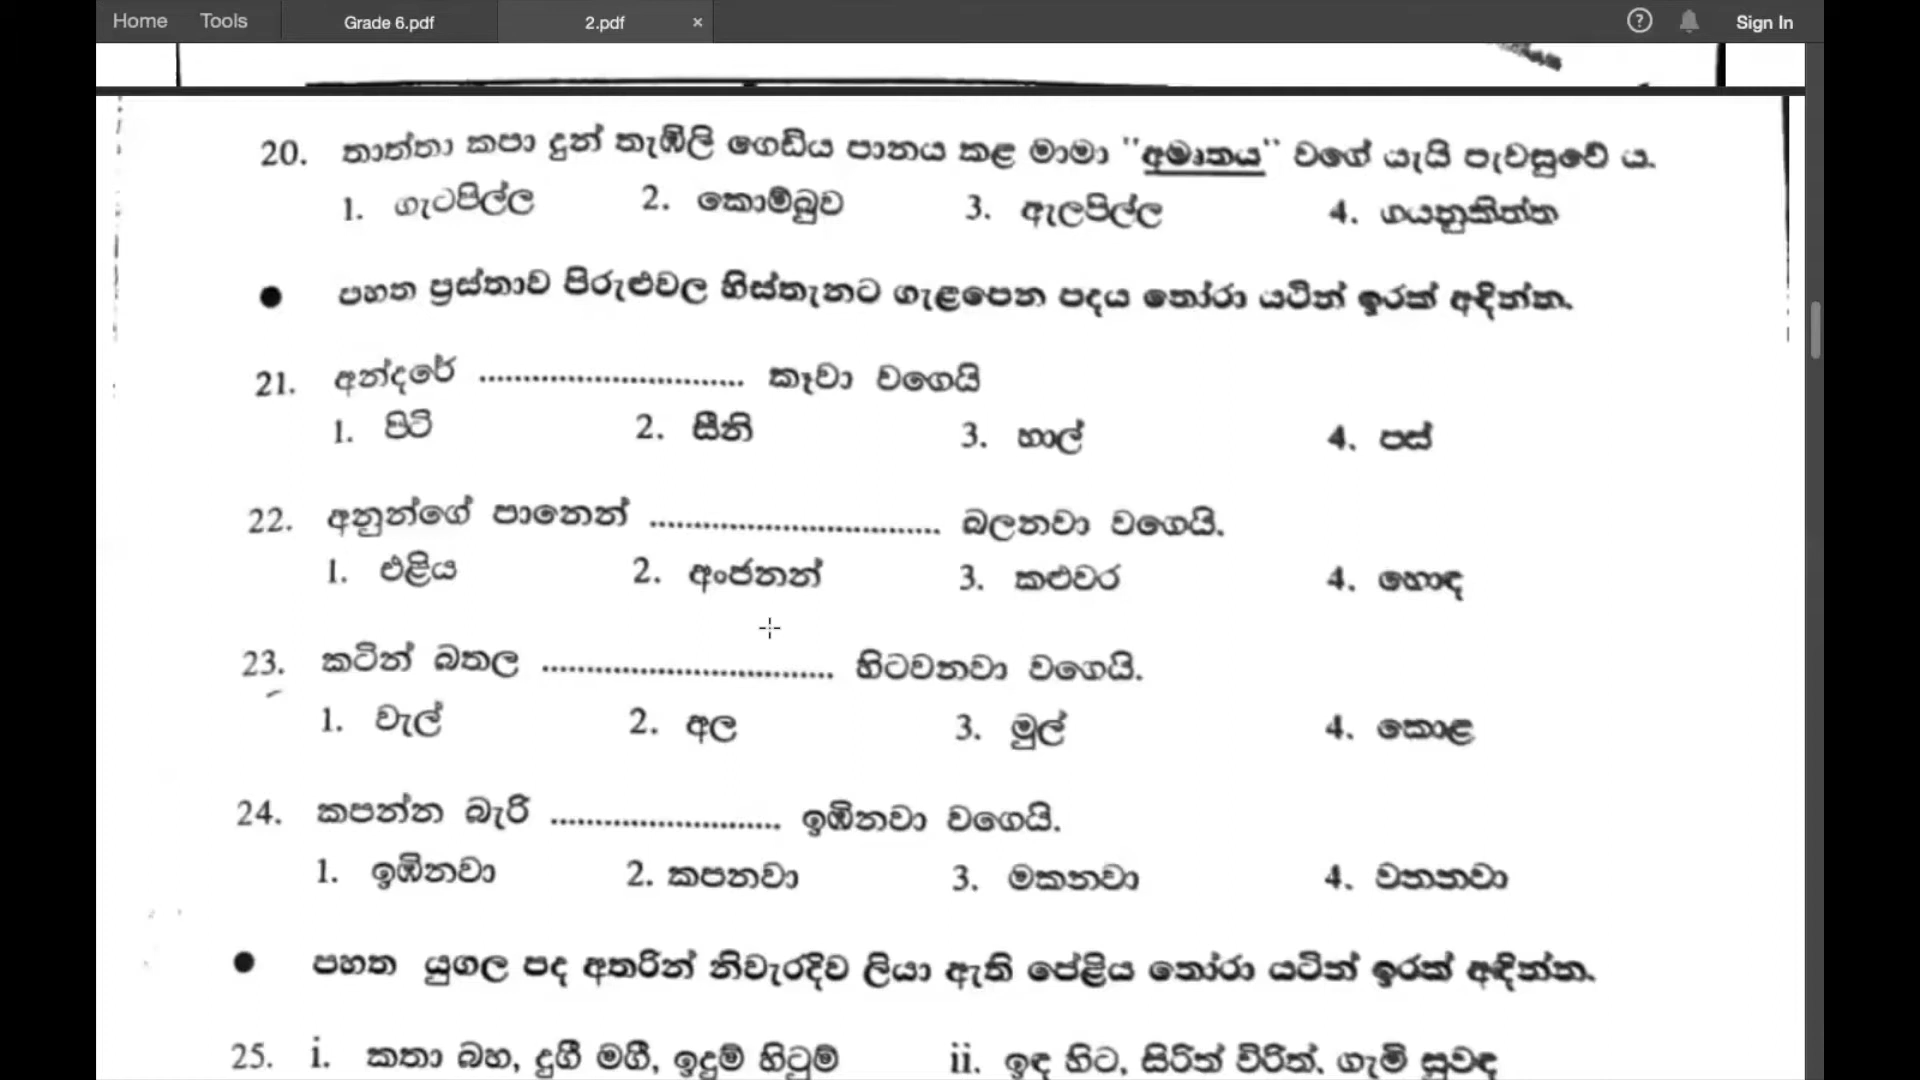 Home Tools Grade 6.pdf 2.pdf × ? Sign In
20. තාත්තා කපා දුන් තැඹිලි ගෙඩිය පානය කළ මාමා "අමෘතය" වගේ යැයි පැවසුවේ ය.
1. ගැටපිල්ල 2. කොම්බුව 3. ඇලපිල්ල 4. ගයනුකිත්ත
● පහත ප්‍රස්තාව පිරුළුවල හිස්තැනට ගැළපෙන පදය තෝරා යටින් ඉරක් අඳින්න.
21. අන්දරේ .............................. කෑවා වගෙයි
1. පිටි 2. සීනි 3. හාල් 4. පස්
22. අනුන්ගේ පානෙන් ................................ බලනවා වගෙයි.
1. එළිය 2. අංජනන් 3. කළුවර 4. හොඳ
23. කටින් බතල ................................ හිටවනවා වගෙයි.
1. වැල් 2. අල 3. මුල් 4. කොළ
24. කපන්න බැරි .......................... ඉඹිනවා වගෙයි.
1. ඉඹිනවා 2. කපනවා 3. මකනවා 4. වනනවා
● පහත යුගල පද අතරින් නිවැරදිව ලියා ඇති පේළිය තෝරා යටින් ඉරක් අඳින්න.
25. i. කතා බහ, දුගී මගී, ඉදුම් හිටුම් ii. ඉඳ හිට, සිරිත් විරිත්. ගැමි සුවඳ